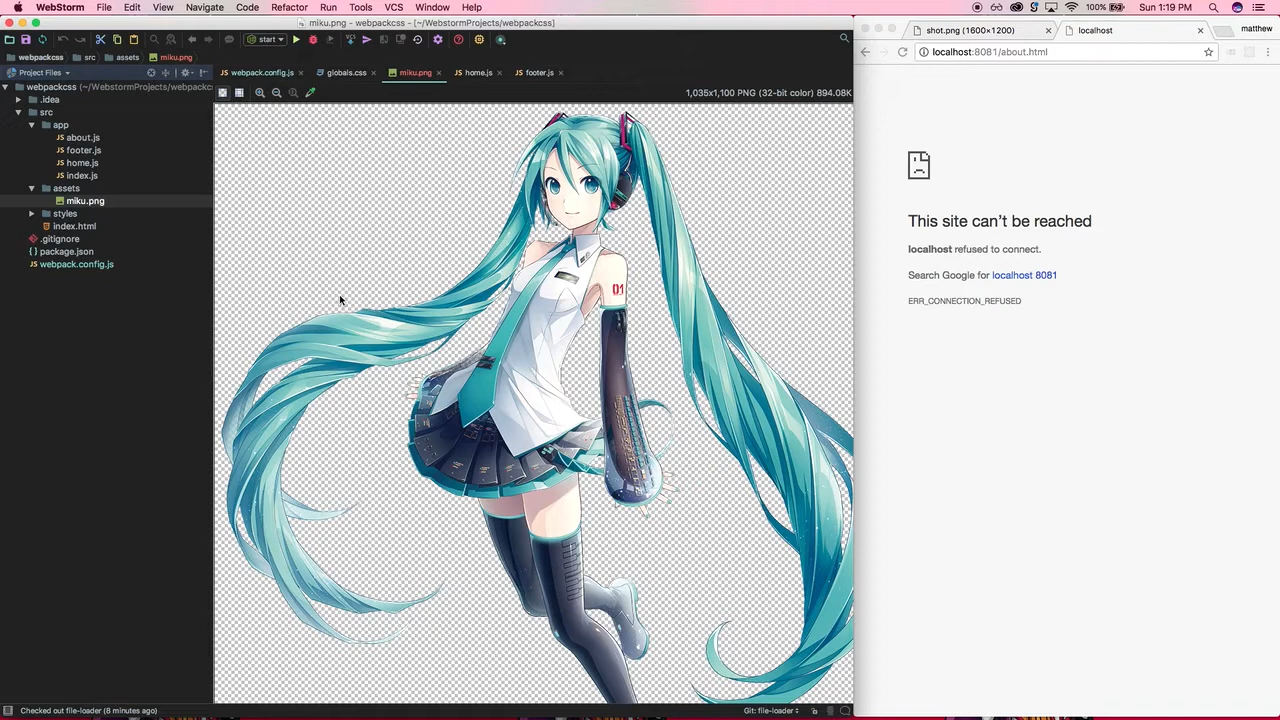 WebStorm File Edit View Navigate Code Refactor Run Tools VCS Window Help 100% Sun 1:19 PM
miku.png - webpackcss - [~/WebstormProjects/webpackcss]
start
webpackcss src assets miku.png
Project Files
webpack.config.js globals.css miku.png home.js footer.js
webpackcss (~/WebstormProjects/webpackc
.idea
src
app
about.js
footer.js
home.js
index.js
assets
miku.png
styles
index.html
.gitignore
package.json
webpack.config.js
1,035x1,100 PNG (32-bit color) 894.08K
01
Checked out file-loader (8 minutes ago)
Git: file-loader
shot.png (1600×1200) localhost matthew
localhost:8081/about.html
This site can’t be reached
localhost refused to connect.
Search Google for localhost 8081
ERR_CONNECTION_REFUSED